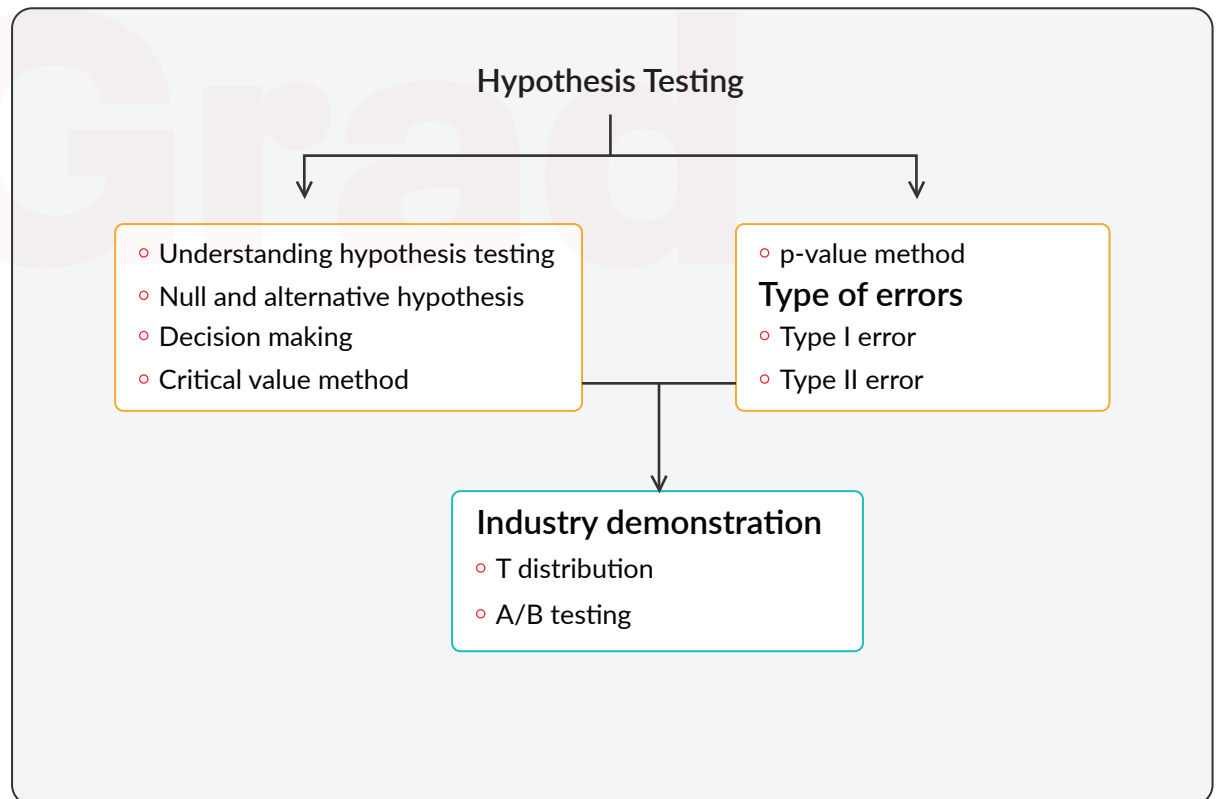 Grad
Hypothesis Testing
Understanding hypothesis testing
Null and alternative hypothesis
Decision making
Critical value method
p-value method
Type of errors
Type I error
Type II error
Industry demonstration
T distribution
A/B testing